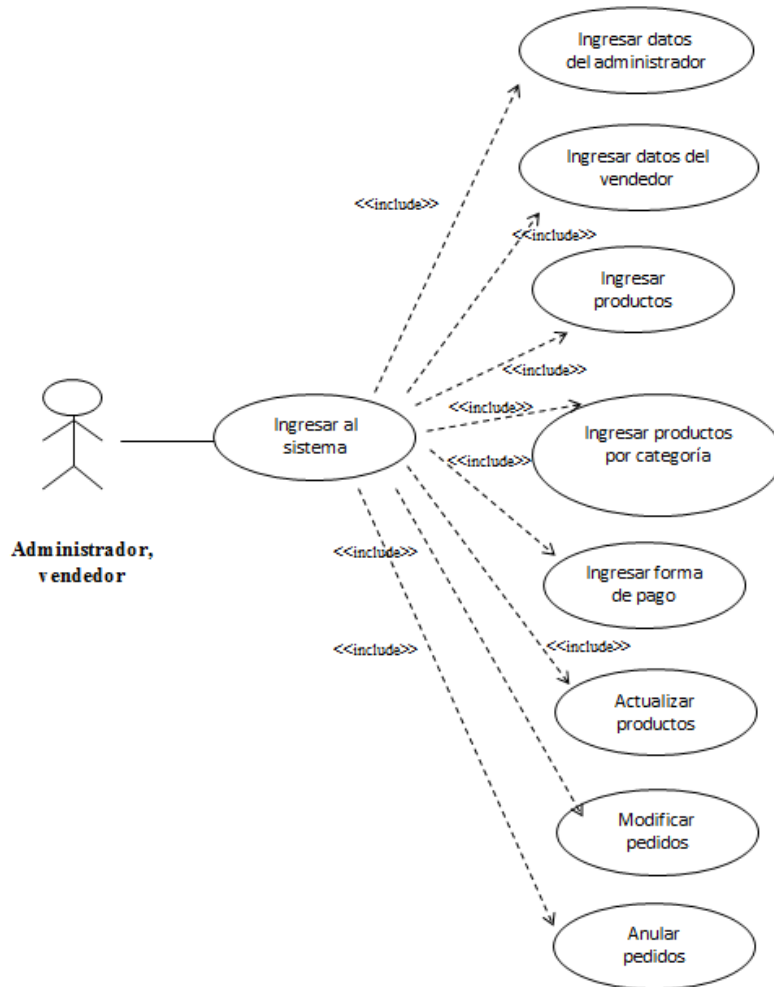 Ingresar datos
del administrador
Ingresar datos del
vendedor
<<include>>
<<include>>
Ingresar
productos
<<include>>
<<include>>
Ingresar al
sistema
Ingresar productos
por categoría
<<include>>
Administrador,
vendedor
<<include>>
Ingresar forma
de pago
<<include>>
<<include>>
Actualizar
productos
Modificar
pedidos
Anular
pedidos